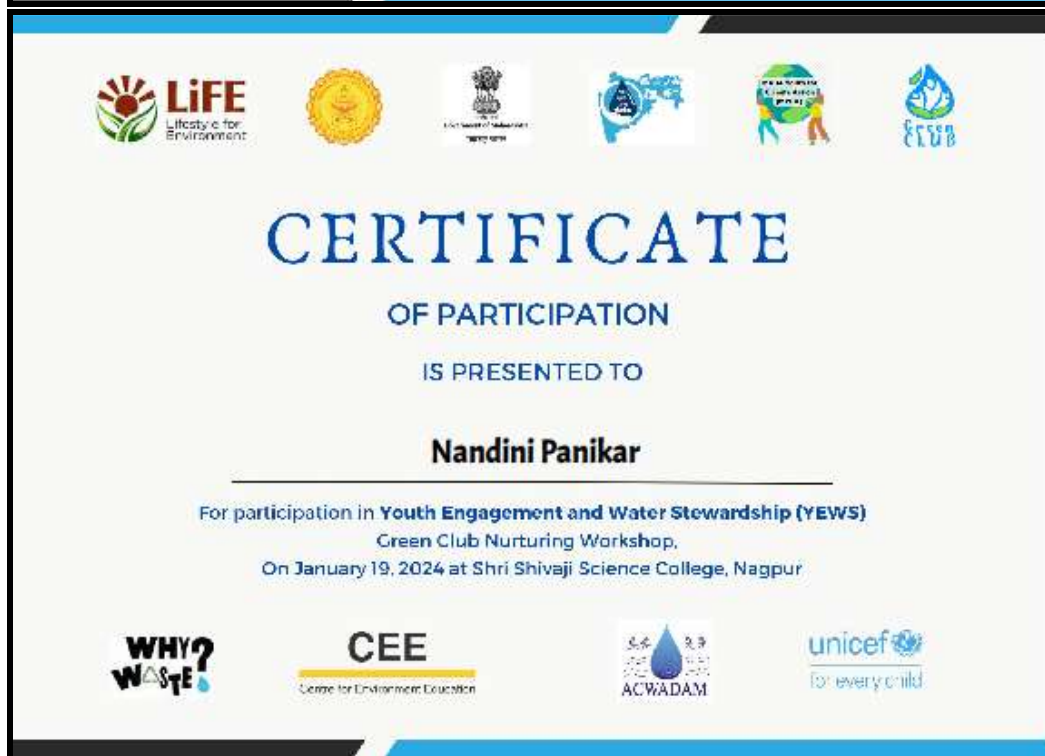 LiFE
Lifestyle for
Environment
CLUB
CERTIFICATE
OF PARTICIPATION
IS PRESENTED TO
Nandini Panikar
For participation in Youth Engagement and Water Stewardship (YEWS)
Green Club Nurturing Workshop,
On January 19, 2024 at Shri Shivaji Science College, Nagpur
WHY?
WASTE
CEE
Centre for Environment Education
ACWADAM
unicef
for every child